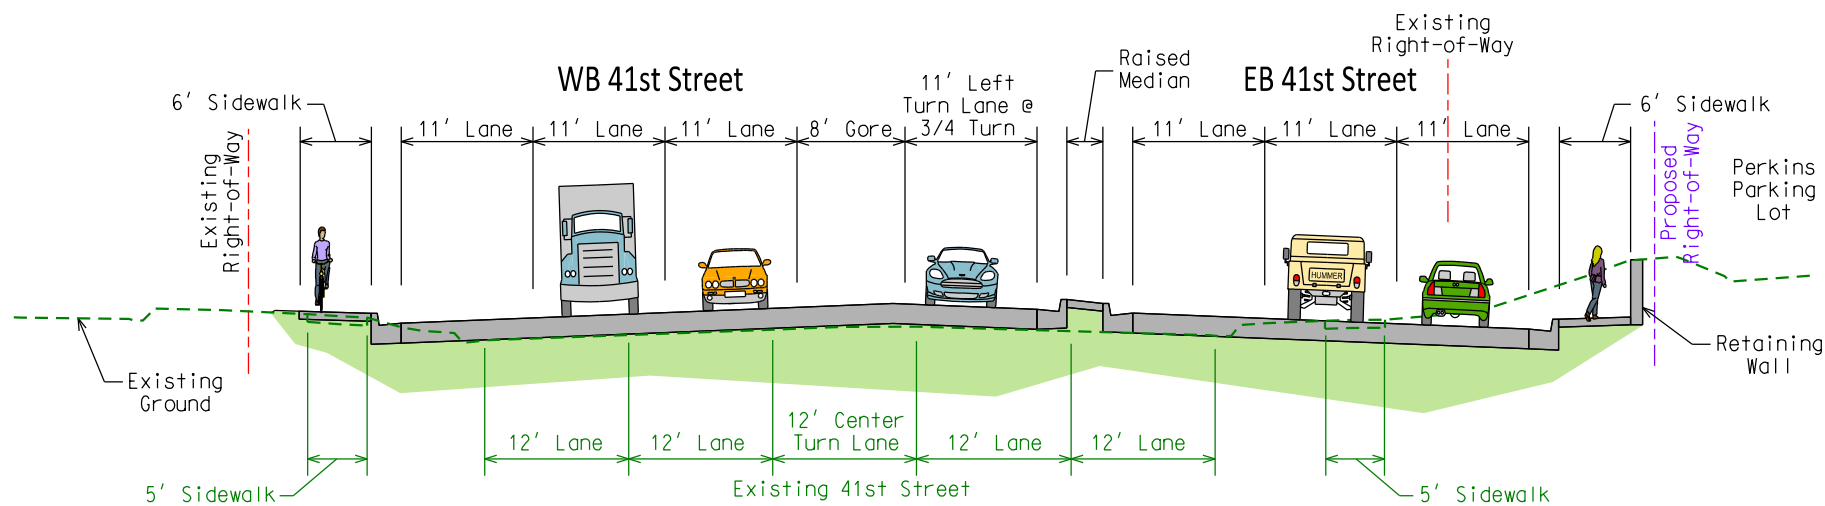 Existing
Right-of-Way
WB 41st Street
EB 41st Street
Raised
Median
11' Left
Turn Lane @
3/4 Turn
6' Sidewalk
6' Sidewalk
11' Lane
11' Lane
11' Lane
8' Gore
11' Lane
11' Lane
11' Lane
Existing
Right-of-Way
Proposed
Right-of-Way
Perkins
Parking
Lot
HUMMER
Retaining
Wall
Existing
Ground
12' Lane
12' Lane
12' Center
Turn Lane
12' Lane
12' Lane
5' Sidewalk
Existing 41st Street
5' Sidewalk